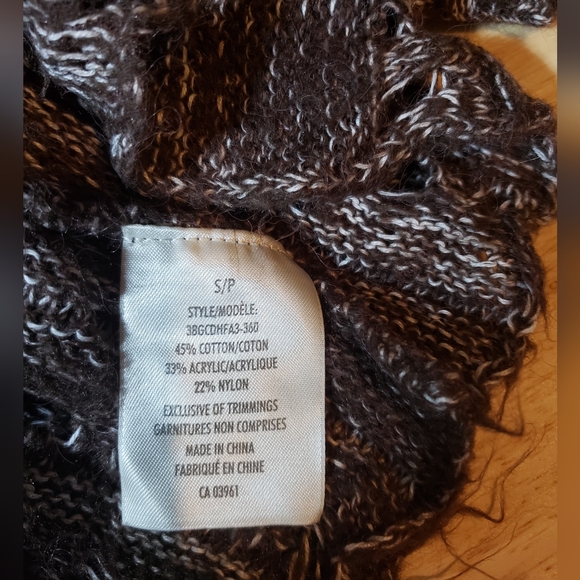 S/P
STYLE/MODÈLE:
3BGCDHFA3-360
45% COTTON/COTON
33% ACRYLIC/ACRYLIQUE
22% NYLON
EXCLUSIVE OF TRIMMINGS
GARNITURES NON COMPRISES
MADE IN CHINA
FABRIQUÉ EN CHINE
CA 03961